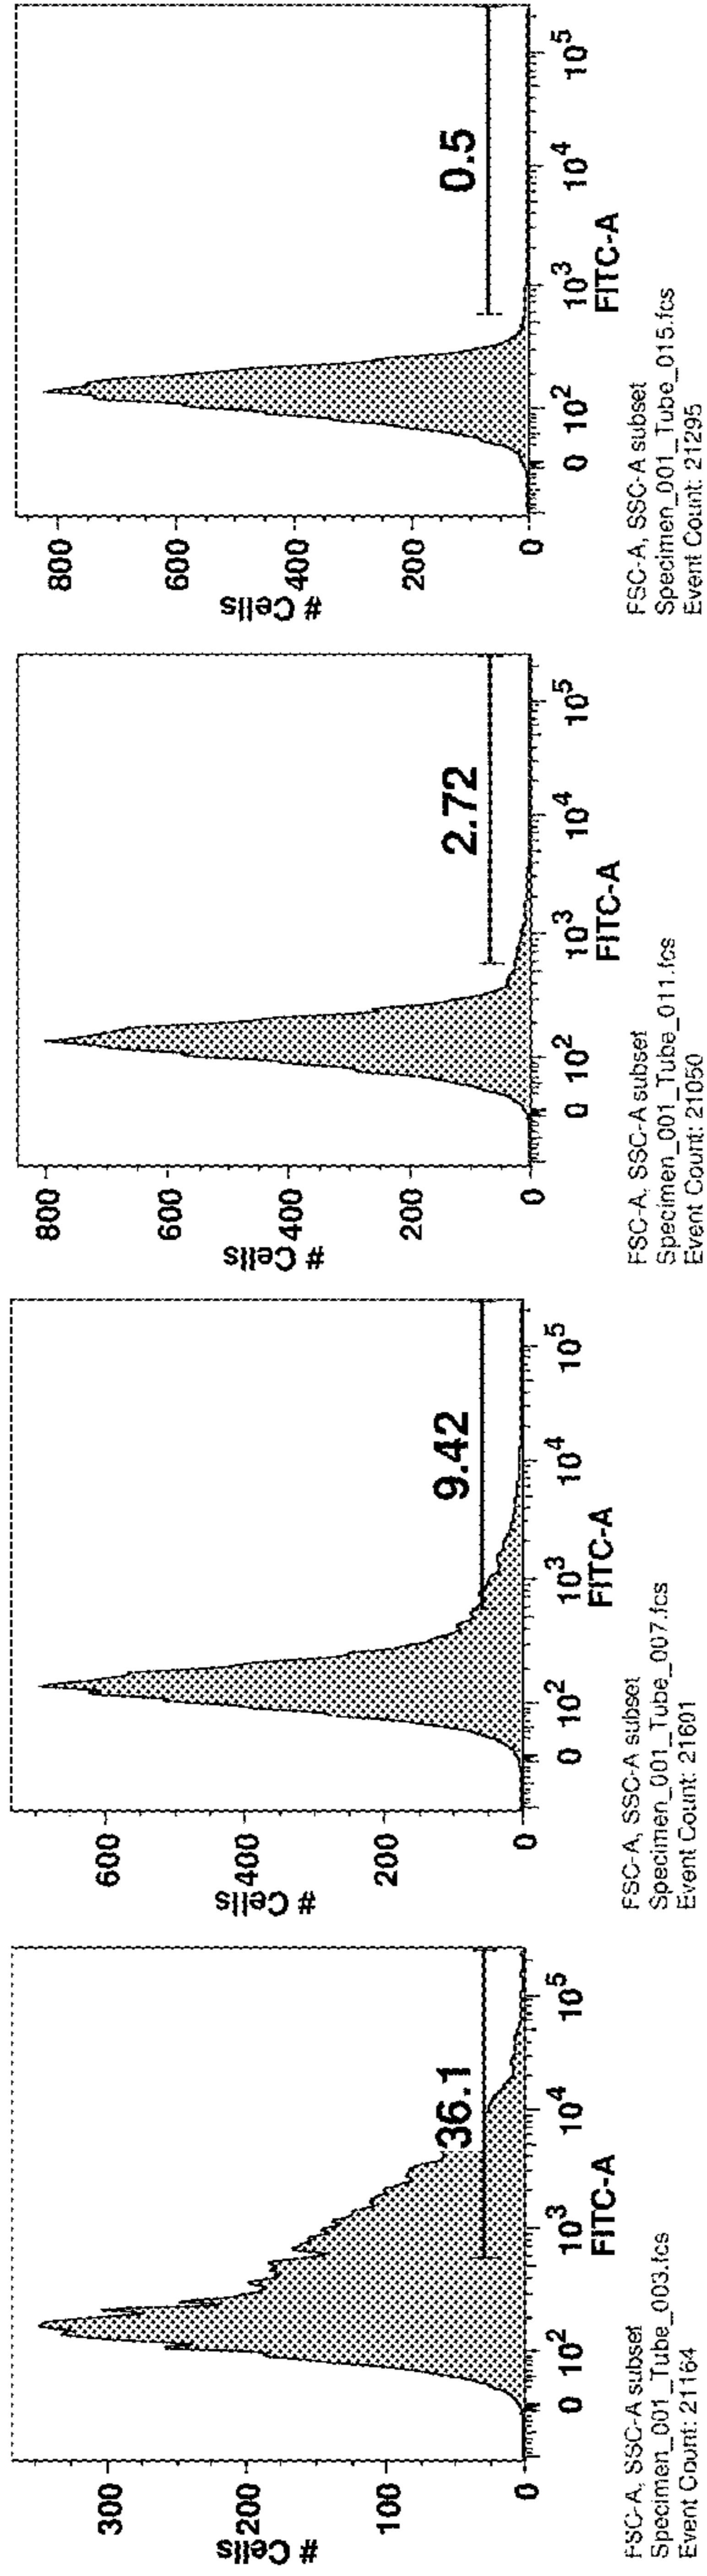 # Cells
300
200
100
0
36.1
0 10² 10³ 10⁴ 10⁵
FITC-A
FSC-A, SSC-A subset
Specimen_001_Tube_003.fcs
Event Count: 21164
# Cells
600
400
200
0
9.42
0 10² 10³ 10⁴ 10⁵
FITC-A
FSC-A, SSC-A subset
Specimen_001_Tube_007.fcs
Event Count: 21601
# Cells
800
600
400
200
0
2.72
0 10² 10³ 10⁴ 10⁵
FITC-A
FSC-A, SSC-A subset
Specimen_001_Tube_011.fcs
Event Count: 21050
# Cells
800
600
400
200
0
0.5
0 10² 10³ 10⁴ 10⁵
FITC-A
FSC-A, SSC-A subset
Specimen_001_Tube_015.fcs
Event Count: 21295